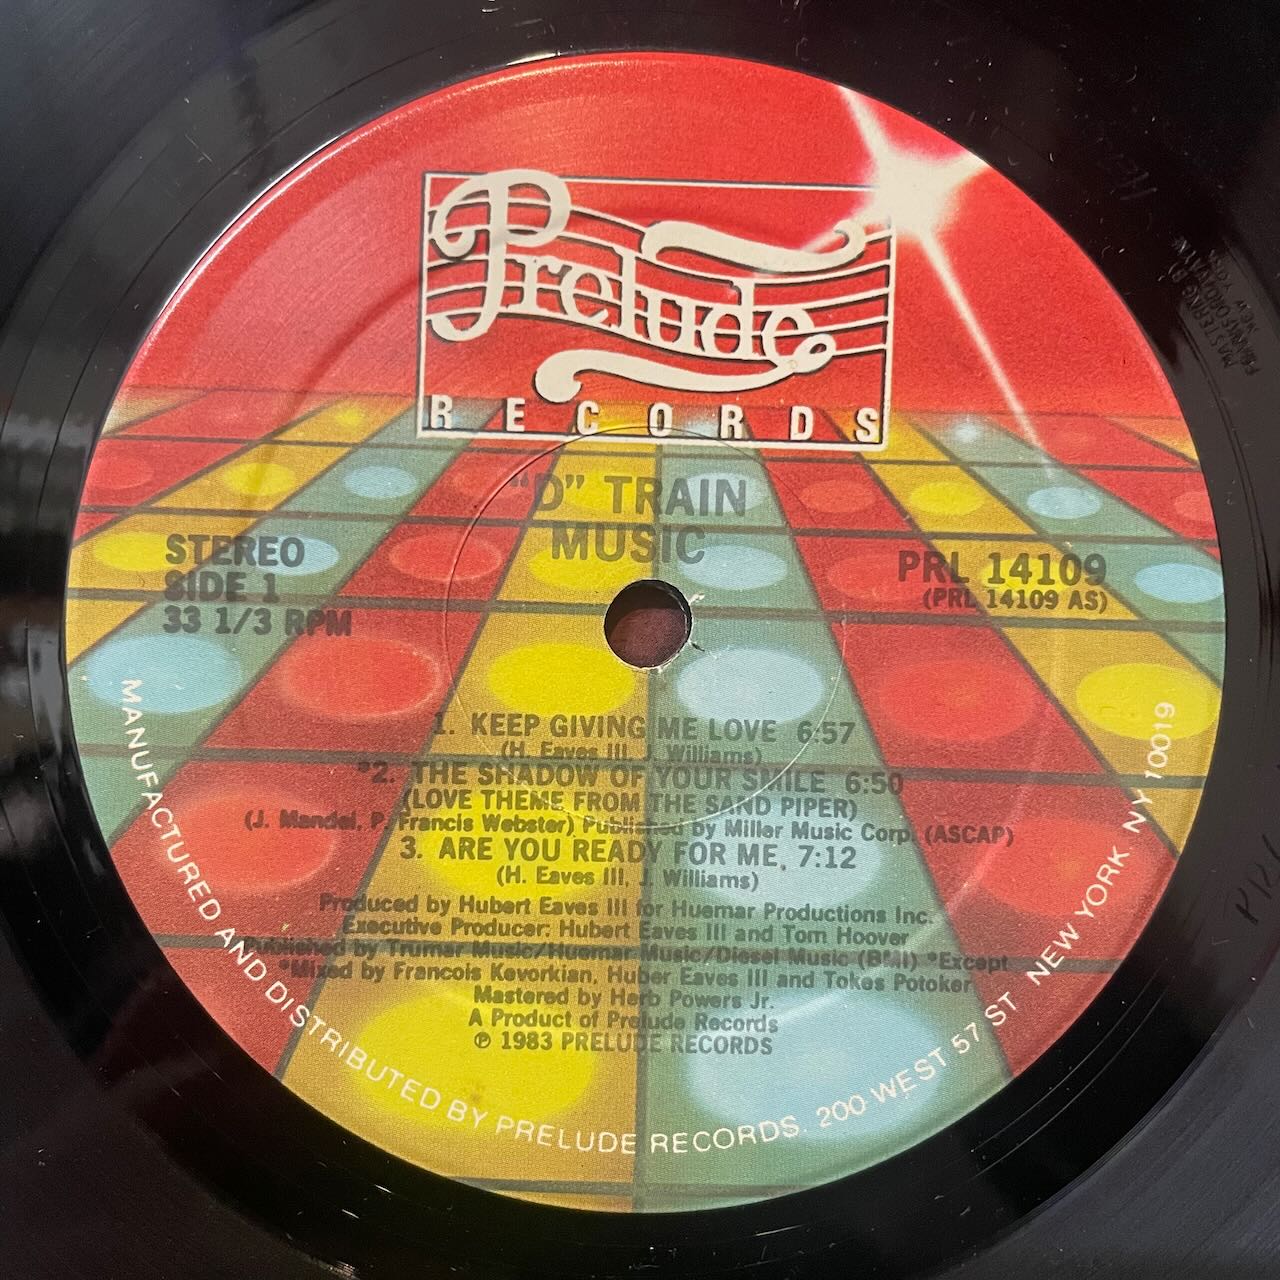 Prelude
RECORDS
"D" TRAIN
MUSIC
STEREO
SIDE 1
33 1/3 RPM
PRL 14109
(PRL 14109 AS)
1. KEEP GIVING ME LOVE 6:57
(H. Eaves III, J. Williams)
*2. THE SHADOW OF YOUR SMILE 6:50
(LOVE THEME FROM THE SAND PIPER)
(J. Mandel, P. Francis Webster) Published by Miller Music Corp. (ASCAP)
3. ARE YOU READY FOR ME, 7:12
(H. Eaves III, J. Williams)
Produced by Hubert Eaves III for Huemar Productions Inc.
Executive Producer: Hubert Eaves III and Tom Hoover
Published by Trumar Music/Huemar Music/Diesel Music (BMI) *Except
*Mixed by Francois Kevorkian, Huber Eaves III and Tokes Potoker
Mastered by Herb Powers Jr.
A Product of Prelude Records
℗ 1983 PRELUDE RECORDS
MANUFACTURED AND DISTRIBUTED BY PRELUDE RECORDS. 200 WEST 57 ST NEW YORK NY 10019